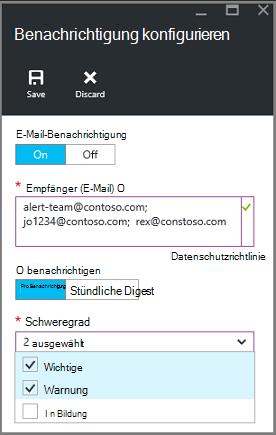 Benachrichtigung konfigurieren
Save Discard
E-Mail-Benachrichtigung
On Off
* Empfänger (E-Mail) O
alert-team@contoso.com;
jo1234@contoso.com; rex@constoso.com
Datenschutzrichtlinie
O benachrichtigen
Pro Benachrichtigung Stündliche Digest
* Schweregrad
2 ausgewählt
Wichtige
Warnung
I n Bildung